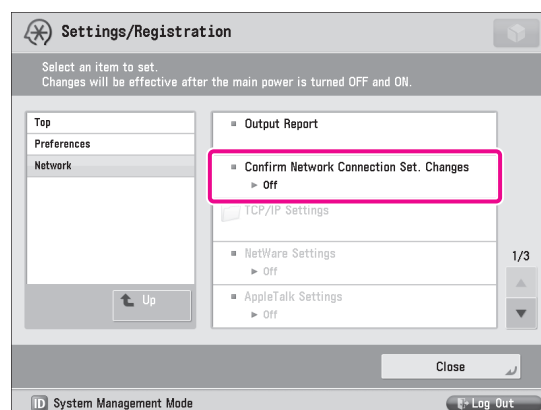 Settings/Registration
Select an item to set.
Changes will be effective after the main power is turned OFF and ON.
Top
Preferences
Network
Up
Output Report
Confirm Network Connection Set. Changes
► Off
TCP/IP Settings
NetWare Settings
► Off
AppleTalk Settings
► Off
1/3
Close
ID System Management Mode
Log Out